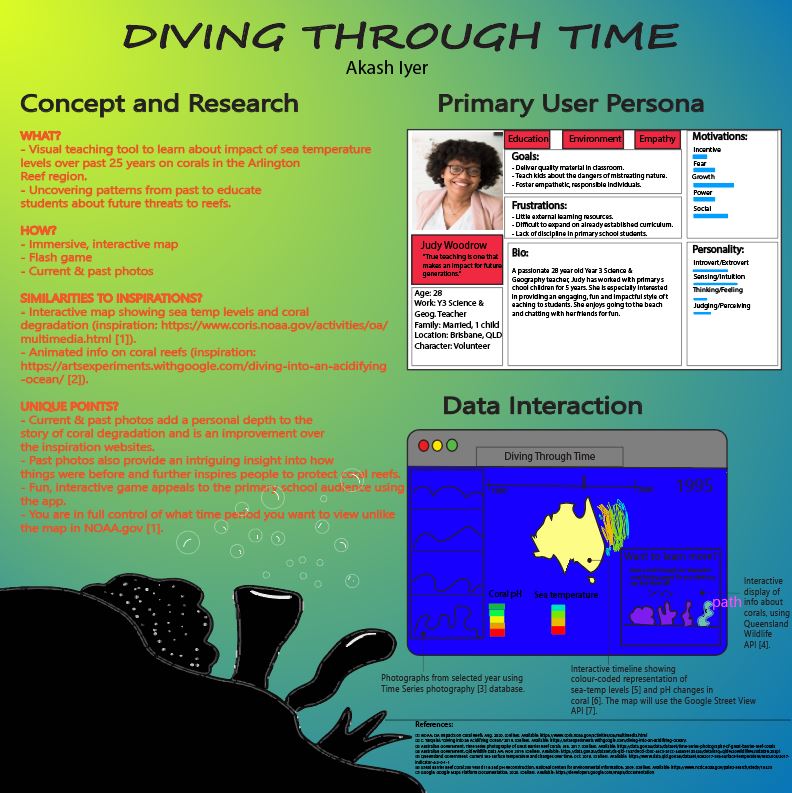 DIVING THROUGH TIME
Akash Iyer
Concept and Research
WHAT?
- Visual teaching tool to learn about impact of sea temperature
levels over past 25 years on corals in the Arlington
Reef region.
- Uncovering patterns from past to educate
students about future threats to reefs.
HOW?
- Immersive, interactive map
- Flash game
- Current & past photos
SIMILARITIES TO INSPIRATIONS?
- Interactive map showing sea temp levels and coral
degradation (inspiration: https://www.coris.noaa.gov/activities/oa/
multimedia.html [1]).
- Animated info on coral reefs (inspiration:
https://artsexperiments.withgoogle.com/diving-into-an-acidifying
-ocean/ [2]).
UNIQUE POINTS?
- Current & past photos add a personal depth to the
story of coral degradation and is an improvement over
the inspiration websites.
- Past photos also provide an intriguing insight into how
things were before and further inspires people to protect coral reefs.
- Fun, interactive game appeals to the primary school audience using
the app.
- You are in full control of what time period you want to view unlike
the map in NOAA.gov [1].
Primary User Persona
Judy Woodrow
"True teaching is one that
makes an impact for future
generations."
Age: 28
Work: Y3 Science &
Geog. Teacher
Family: Married, 1 child
Location: Brisbane, QLD
Character: Volunteer
Education
Environment
Empathy
Goals:
- Deliver quality material in classroom.
- Teach kids about the dangers of mistreating nature.
- Foster empathetic, responsible individuals.
Frustrations:
- Little external learning resources.
- Difficult to expand on already established curriculum.
- Lack of discipline in primary school students.
Bio:
A passionate 28 year old Year 3 Science &
Geography teacher, Judy has worked with primary s
chool children for 5 years. She is especially interested
in providing an engaging, fun and impactful style of t
eaching to students. She enjoys going to the beach
and chatting with her friends for fun.
Motivations:
Incentive
Fear
Growth
Power
Social
Personality:
Introvert/Extrovert
Sensing/Intuition
Thinking/Feeling
Judging/Perceiving
Data Interaction
Diving Through Time
1995
Want to learn more?
Coral pH
Sea temperature
path
Interactive
display of
info about
corals, using
Queensland
Wildlife
API [4].
Photographs from selected year using
Time Series photography [3] database.
Interactive timeline showing
colour-coded representation of
sea-temp levels [5] and pH changes in
coral [6]. The map will use the Google Street View
API [7].
References: